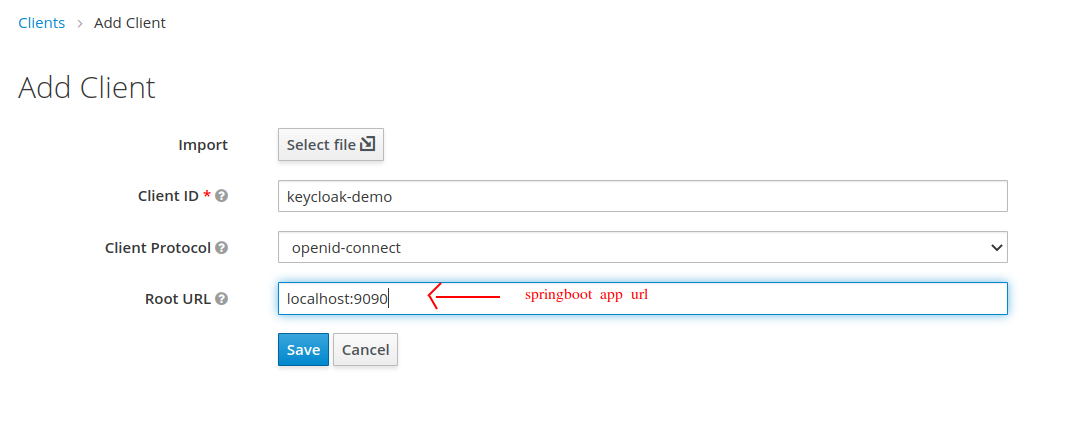 Clients > Add Client
Add Client
Import Select file
Client ID * keycloak-demo
Client Protocol openid-connect
Root URL localhost:9090 springboot app url
Save Cancel